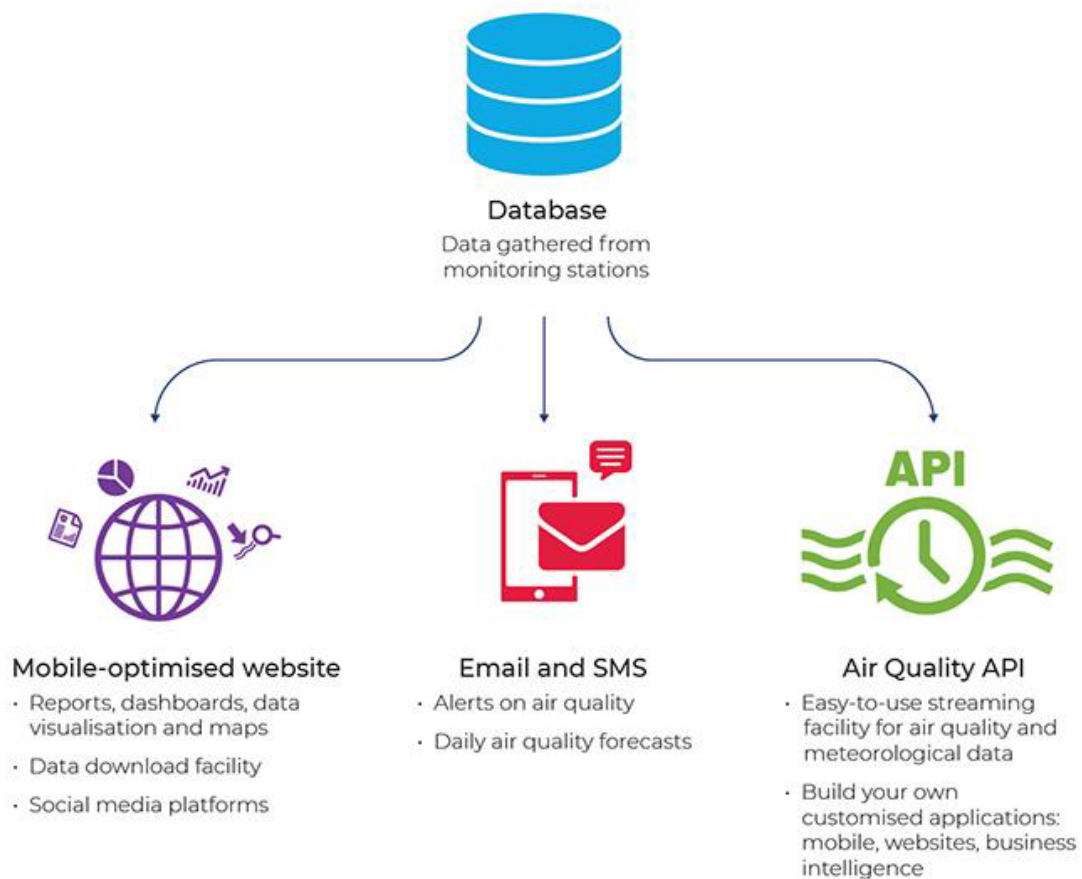 Database
Data gathered from
monitoring stations
API
Mobile-optimised website
· Reports, dashboards, data
visualisation and maps
· Data download facility
· Social media platforms
Email and SMS
· Alerts on air quality
· Daily air quality forecasts
Air Quality API
· Easy-to-use streaming
facility for air quality and
meteorological data
· Build your own
customised applications:
mobile, websites, business
intelligence